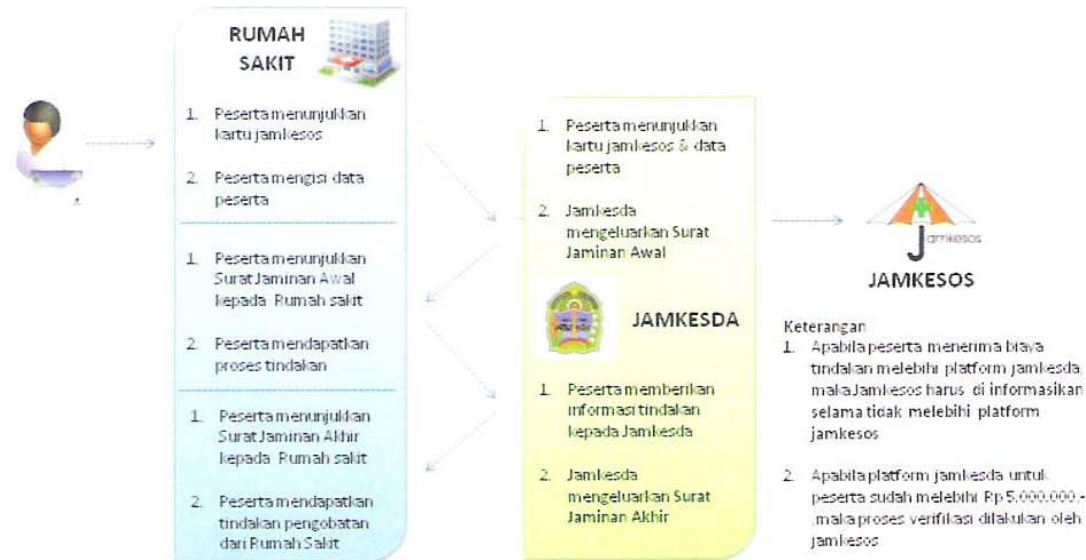 RUMAH
SAKIT
1. Peserta menunjukkan
kartu jamkesos
2. Peserta mengisi data
peserta
1. Peserta menunjukkan
Surat Jaminan Awal
kepada Rumah sakit
2. Peserta mendapatkan
proses tindakan
1. Peserta menunjukkan
Surat Jaminan Akhir
kepada Rumah sakit
2. Peserta mendapatkan
tindakan pengobatan
dari Rumah Sakit
1. Peserta menunjukkan
kartu jamkesos & data
peserta
2. Jamkesda
mengeluarkan Surat
Jaminan Awal
JAMKESDA
1. Peserta memberikan
informasi tindakan
kepada Jamkesda
2. Jamkesda
mengeluarkan Surat
Jaminan Akhir
Jamkesos
JAMKESOS
Keterangan
1. Apabila peserta menerima biaya
tindakan melebihi platform jamkesda,
maka Jamkesos harus di informasikan
selama tidak melebihi platform
jamkesos
2. Apabila platform jamkesda untuk
peserta sudah melebihi Rp 5.000.000,-
,maka proses verifikasi dilakukan oleh
jamkesos